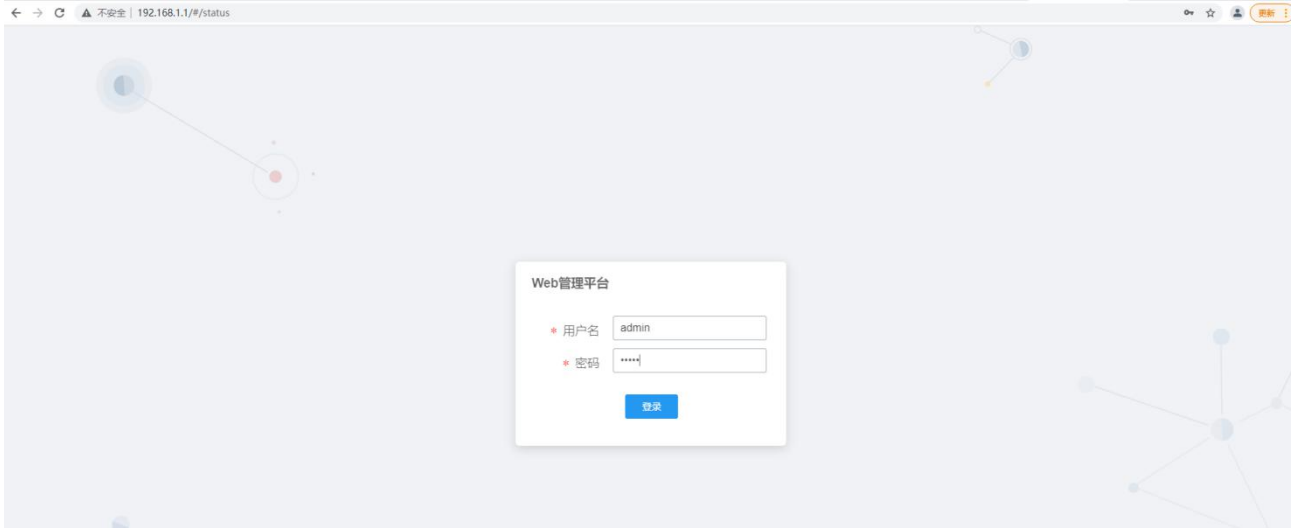 不安全 | 192.168.1.1/#/status
更新
Web管理平台
* 用户名 admin
* 密码 •••••
登录